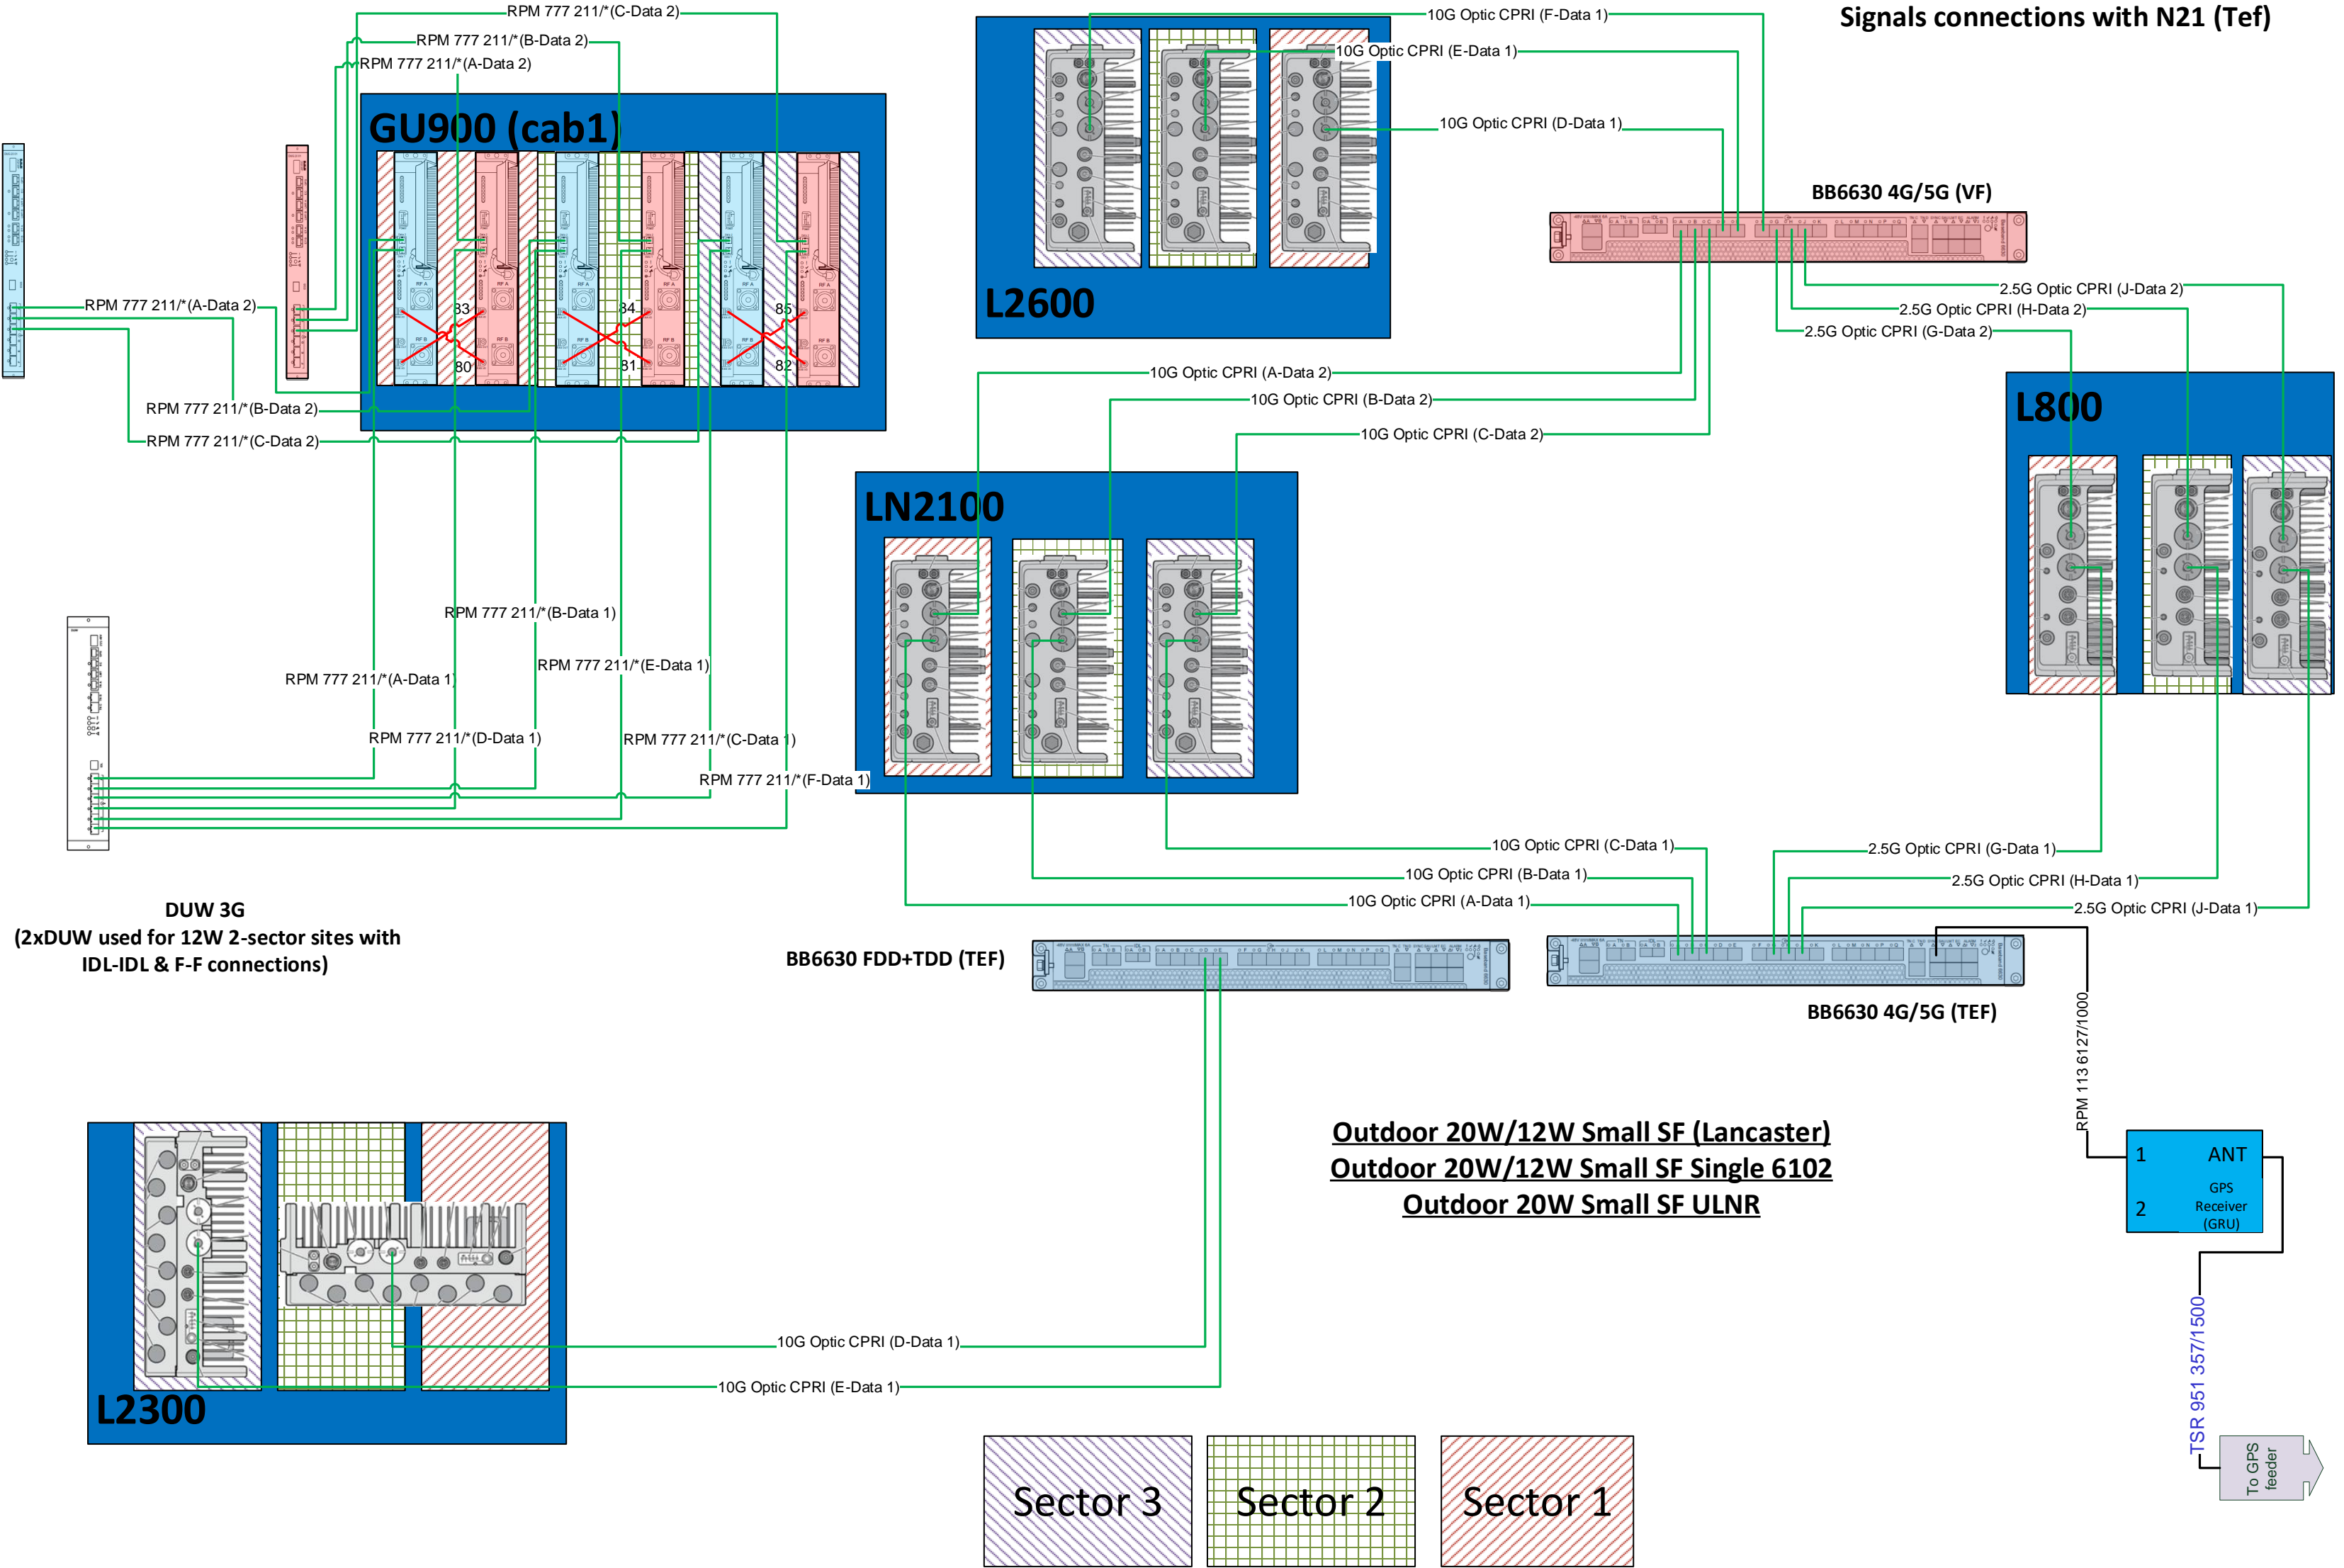 Signals connections with N21 (Tef)
RPM 777 211/*(C-Data 2)
RPM 777 211/*(B-Data 2)
RPM 777 211/*(A-Data 2)
10G Optic CPRI (F-Data 1)
10G Optic CPRI (E-Data 1)
10G Optic CPRI (D-Data 1)
GU900 (cab1)
RF A
RF A
RF A
RF A
RF A
RF A
83
84
85
RF B
RF B
RF B
RF B
RF B
RF B
80
81
82
L2600
BB6630 4G/5G (VF)
RPM 777 211/*(A-Data 2)
RPM 777 211/*(B-Data 2)
RPM 777 211/*(C-Data 2)
2.5G Optic CPRI (J-Data 2)
2.5G Optic CPRI (H-Data 2)
2.5G Optic CPRI (G-Data 2)
10G Optic CPRI (A-Data 2)
10G Optic CPRI (B-Data 2)
10G Optic CPRI (C-Data 2)
L800
LN2100
RPM 777 211/*(B-Data 1)
RPM 777 211/*(E-Data 1)
RPM 777 211/*(A-Data 1)
RPM 777 211/*(D-Data 1)
RPM 777 211/*(C-Data 1)
RPM 777 211/*(F-Data 1)
10G Optic CPRI (C-Data 1)
10G Optic CPRI (B-Data 1)
10G Optic CPRI (A-Data 1)
2.5G Optic CPRI (G-Data 1)
2.5G Optic CPRI (H-Data 1)
2.5G Optic CPRI (J-Data 1)
DUW 3G
(2xDUW used for 12W 2-sector sites with
IDL-IDL & F-F connections)
BB6630 FDD+TDD (TEF)
BB6630 4G/5G (TEF)
RPM 113 6127/1000
Outdoor 20W/12W Small SF (Lancaster)
Outdoor 20W/12W Small SF Single 6102
Outdoor 20W Small SF ULNR
1
ANT
2
GPS
Receiver
(GRU)
TSR 951 357/1500
To GPS
feeder
10G Optic CPRI (D-Data 1)
10G Optic CPRI (E-Data 1)
L2300
Sector 3
Sector 2
Sector 1